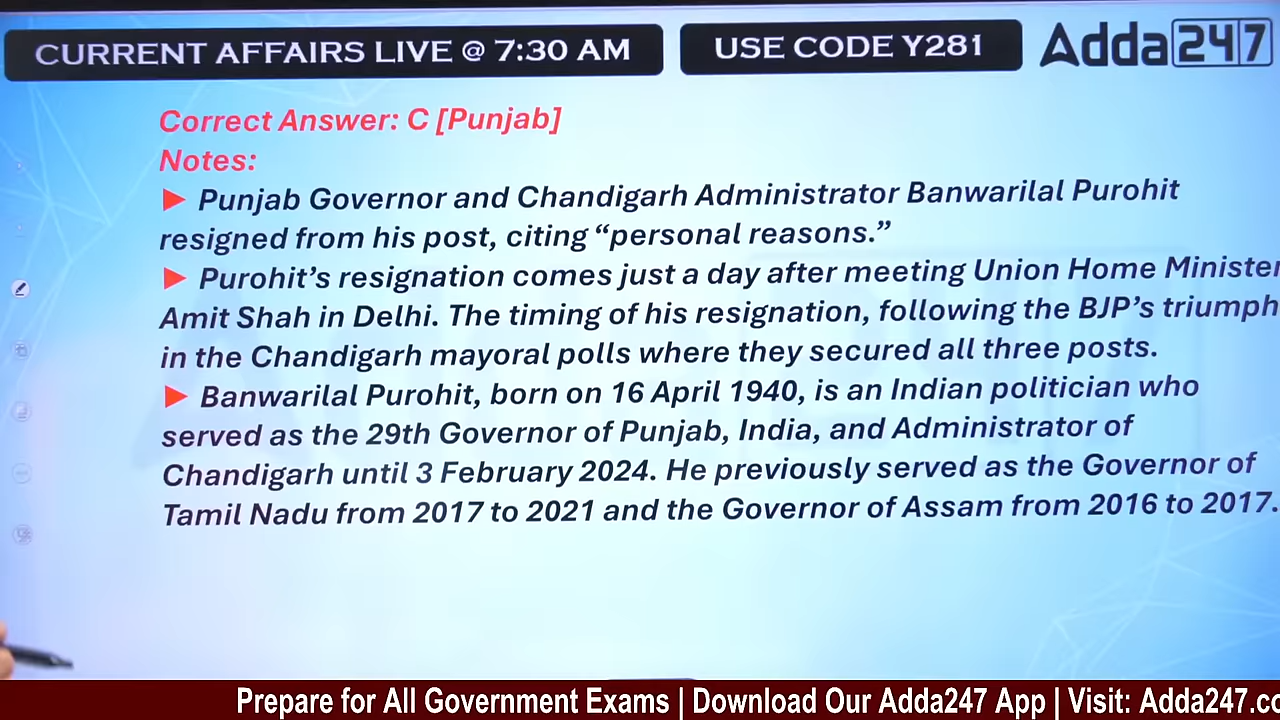 CURRENT AFFAIRS LIVE @ 7:30 AM
USE CODE Y281
Adda247
Correct Answer: C [Punjab]
Notes:
► Punjab Governor and Chandigarh Administrator Banwarilal Purohit
resigned from his post, citing “personal reasons.”
► Purohit’s resignation comes just a day after meeting Union Home Minister
Amit Shah in Delhi. The timing of his resignation, following the BJP’s triumph
in the Chandigarh mayoral polls where they secured all three posts.
► Banwarilal Purohit, born on 16 April 1940, is an Indian politician who
served as the 29th Governor of Punjab, India, and Administrator of
Chandigarh until 3 February 2024. He previously served as the Governor of
Tamil Nadu from 2017 to 2021 and the Governor of Assam from 2016 to 2017.
Prepare for All Government Exams | Download Our Adda247 App | Visit: Adda247.co